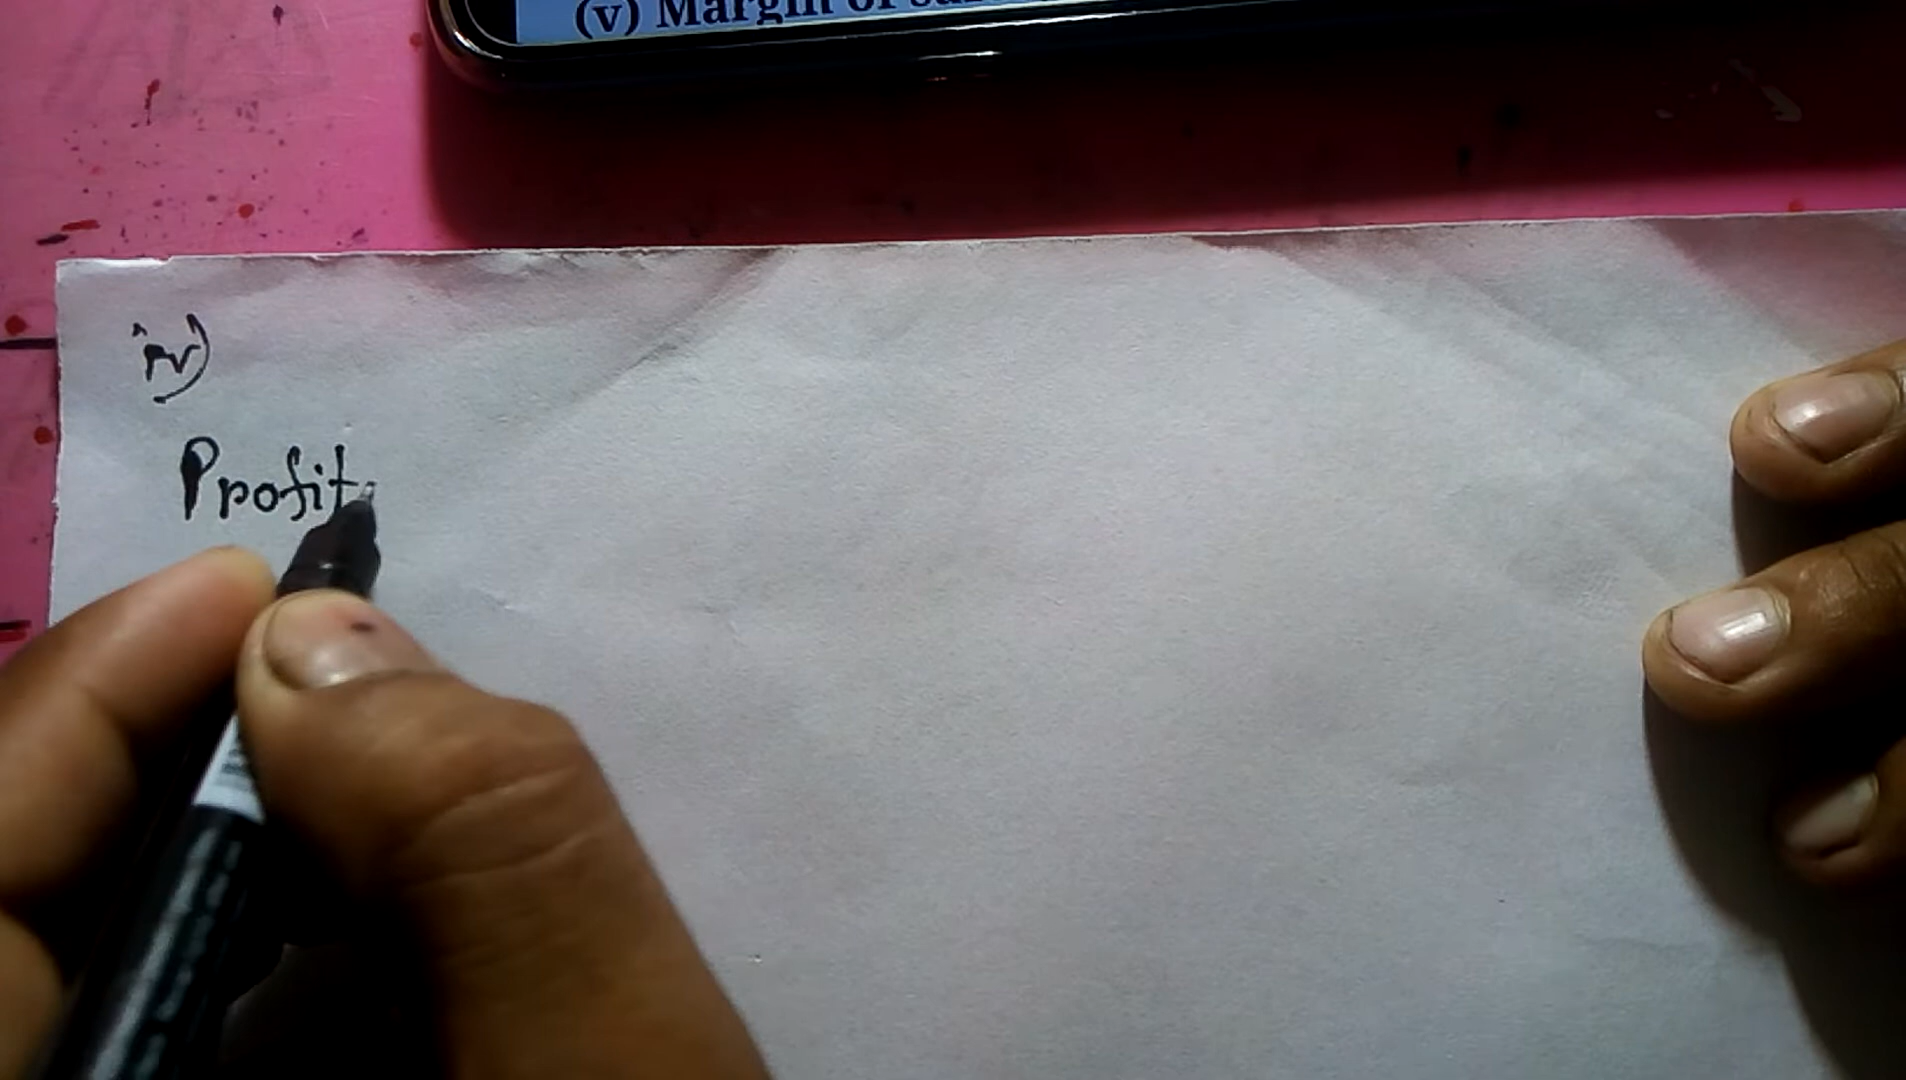 (v) Margin of
iv)
Profit